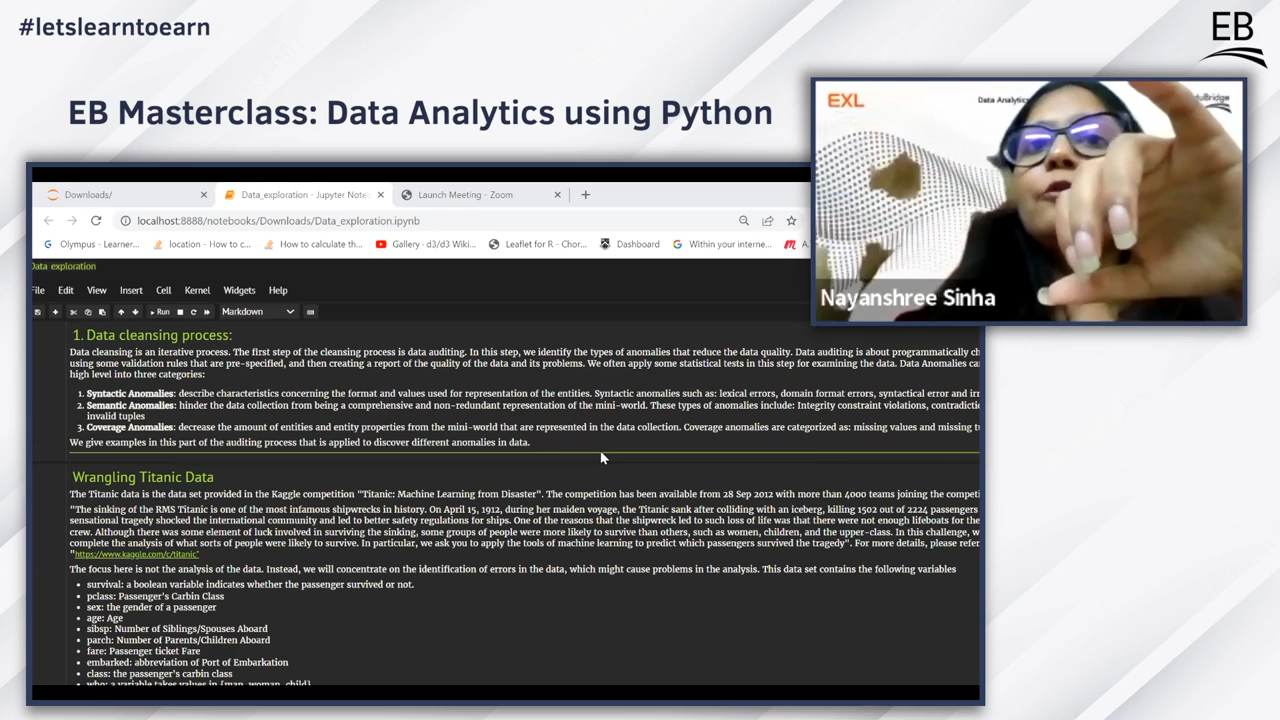 #letslearntoearn
EB
EB Masterclass: Data Analytics using Python
EXL
Data Analytics
Nayanshree Sinha
Downloads/
Data_exploration - Jupyter Note
Launch Meeting - Zoom
localhost:8888/notebooks/Downloads/Data_exploration.ipynb
Olympus - Learner... location - How to c... How to calculate th... Gallery · d3/d3 Wiki... Leaflet for R - Chor... Dashboard Within your interne... A
Data exploration
File Edit View Insert Cell Kernel Widgets Help
Run Markdown
1. Data cleansing process:
Data cleansing is an iterative process. The first step of the cleansing process is data auditing. In this step, we identify the types of anomalies that reduce the data quality. Data auditing is about programmatically ch
using some validation rules that are pre-specified, and then creating a report of the quality of the data and its problems. We often apply some statistical tests in this step for examining the data. Data Anomalies ca
high level into three categories:
1. Syntactic Anomalies: describe characteristics concerning the format and values used for representation of the entities. Syntactic anomalies such as: lexical errors, domain format errors, syntactical error and irr
2. Semantic Anomalies: hinder the data collection from being a comprehensive and non-redundant representation of the mini-world. These types of anomalies include: Integrity constraint violations, contradictic
invalid tuples
3. Coverage Anomalies: decrease the amount of entities and entity properties from the mini-world that are represented in the data collection. Coverage anomalies are categorized as: missing values and missing tu
We give examples in this part of the auditing process that is applied to discover different anomalies in data.
Wrangling Titanic Data
The Titanic data is the data set provided in the Kaggle competition "Titanic: Machine Learning from Disaster". The competition has been available from 28 Sep 2012 with more than 4000 teams joining the competi
"The sinking of the RMS Titanic is one of the most infamous shipwrecks in history. On April 15, 1912, during her maiden voyage, the Titanic sank after colliding with an iceberg, killing 1502 out of 2224 passengers
sensational tragedy shocked the international community and led to better safety regulations for ships. One of the reasons that the shipwreck led to such loss of life was that there were not enough lifeboats for the
crew. Although there was some element of luck involved in surviving the sinking, some groups of people were more likely to survive than others, such as women, children, and the upper-class. In this challenge, w
complete the analysis of what sorts of people were likely to survive. In particular, we ask you to apply the tools of machine learning to predict which passengers survived the tragedy". For more details, please refer
"https://www.kaggle.com/c/titanic"
The focus here is not the analysis of the data. Instead, we will concentrate on the identification of errors in the data, which might cause problems in the analysis. This data set contains the following variables
• survival: a boolean variable indicates whether the passenger survived or not.
• pclass: Passenger's Carbin Class
• sex: the gender of a passenger
• age: Age
• sibsp: Number of Siblings/Spouses Aboard
• parch: Number of Parents/Children Aboard
• fare: Passenger ticket Fare
• embarked: abbreviation of Port of Embarkation
• class: the passenger's carbin class
• who: a variable takes values in {man, woman, child}